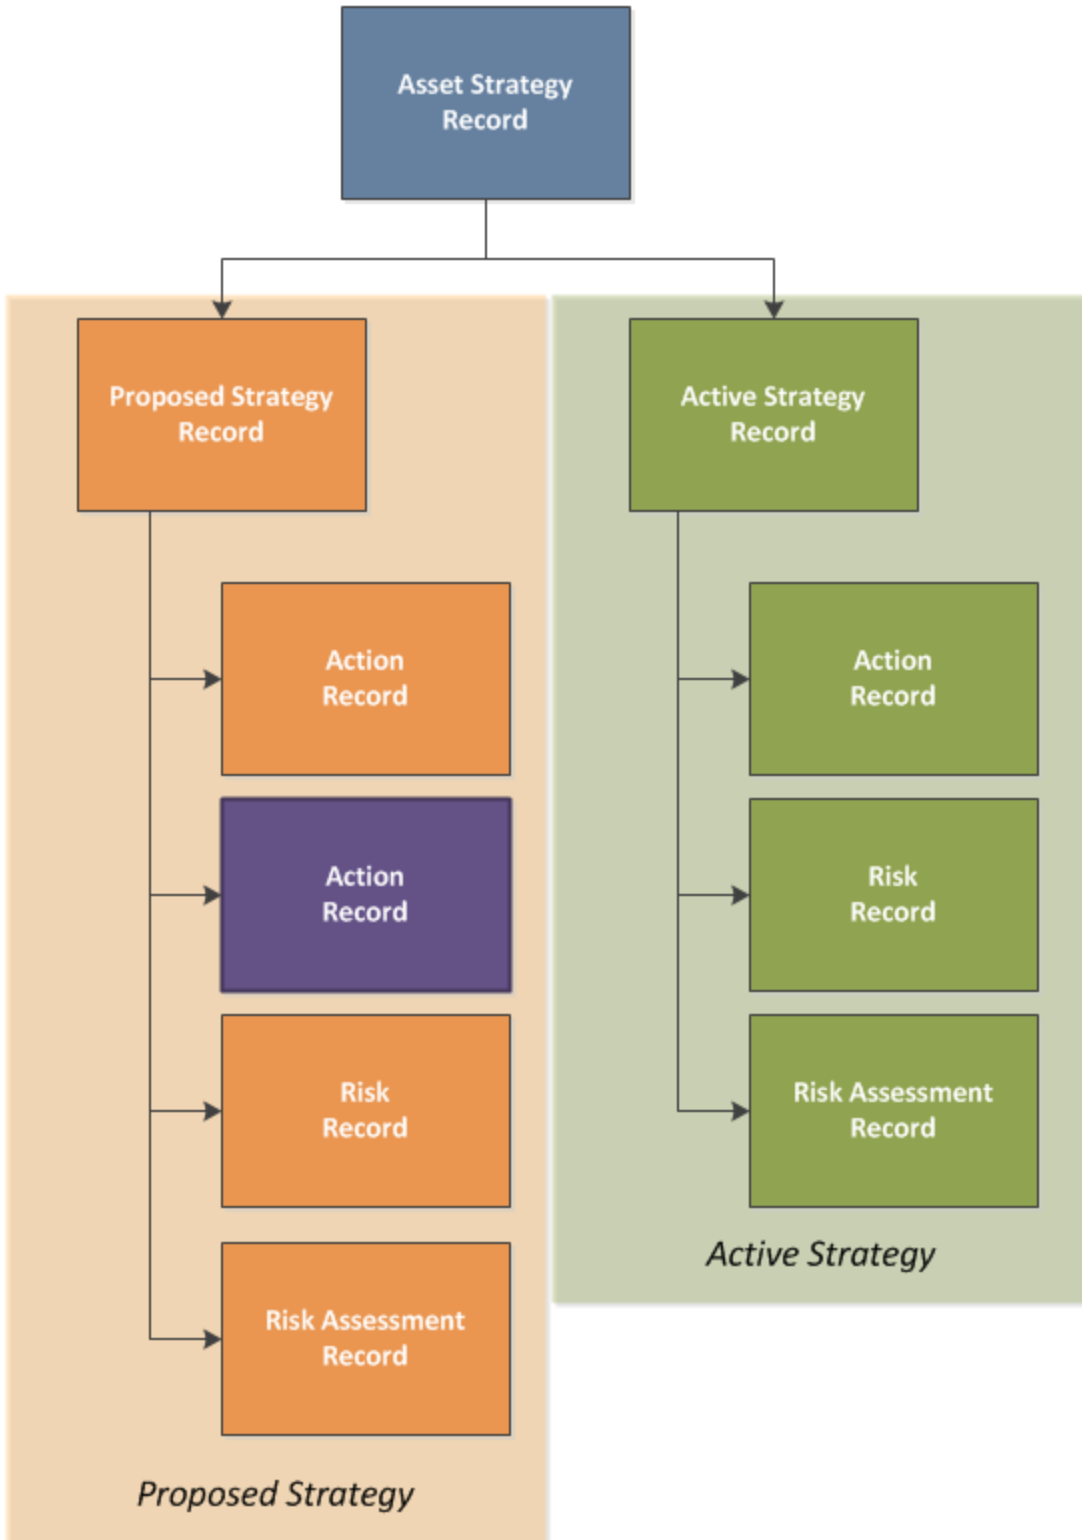 Asset Strategy
Record
Proposed Strategy
Record
Action
Record
Action
Record
Risk
Record
Risk Assessment
Record
Proposed Strategy
Active Strategy
Record
Action
Record
Risk
Record
Risk Assessment
Record
Active Strategy